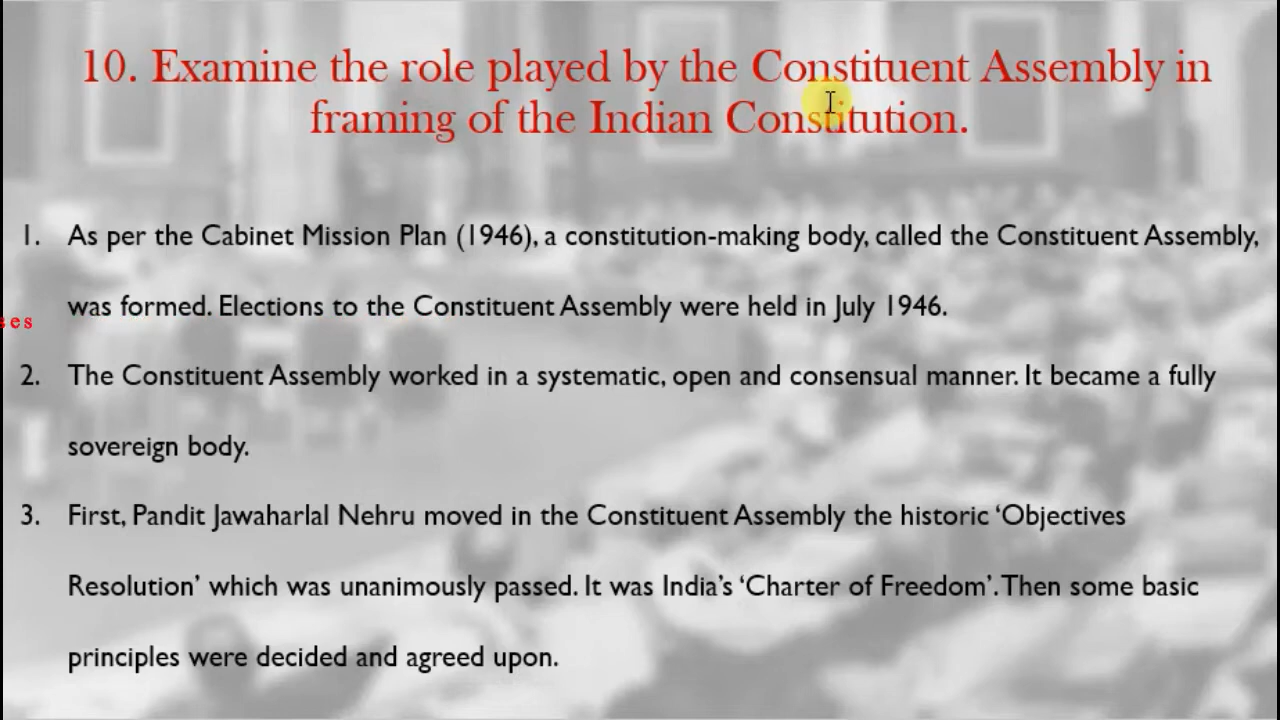 10. Examine the role played by the Constituent Assembly in
framing of the Indian Constitution.
1. As per the Cabinet Mission Plan (1946), a constitution-making body, called the Constituent Assembly,
was formed. Elections to the Constituent Assembly were held in July 1946.
ses
2. The Constituent Assembly worked in a systematic, open and consensual manner. It became a fully
sovereign body.
3. First, Pandit Jawaharlal Nehru moved in the Constituent Assembly the historic ‘Objectives
Resolution’ which was unanimously passed. It was India’s ‘Charter of Freedom’. Then some basic
principles were decided and agreed upon.